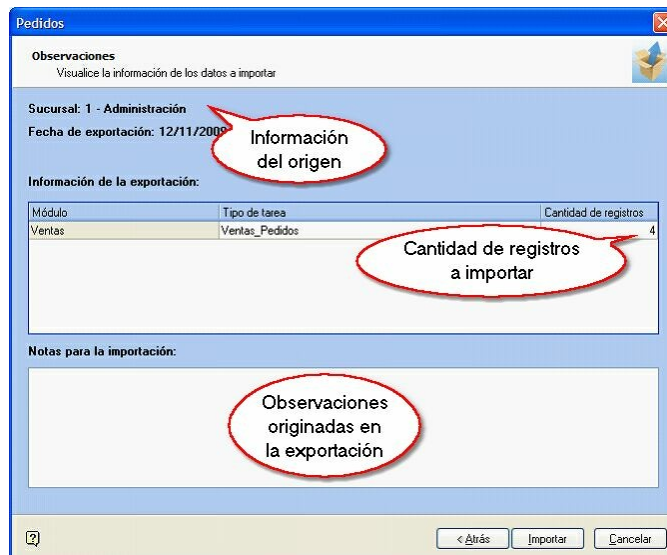 Pedidos
Observaciones
Visualice la información de los datos a importar
Sucursal: 1 - Administración
Fecha de exportación: 12/11/2009
Información
del origen
Información de la exportación:
Módulo Tipo de tarea Cantidad de registros
Ventas Ventas_Pedidos 4
Cantidad de registros
a importar
Notas para la importación:
Observaciones
originadas en
la exportación
< Atrás Importar Cancelar